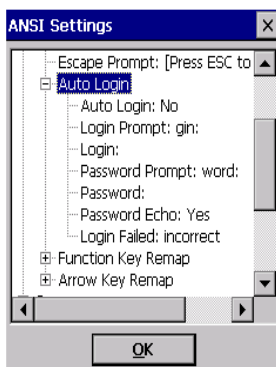 ANSI Settings
Escape Prompt: [Press ESC to
Auto Login
Auto Login: No
Login Prompt: gin:
Login:
Password Prompt: word:
Password:
Password Echo: Yes
Login Failed: incorrect
Function Key Remap
Arrow Key Remap
OK